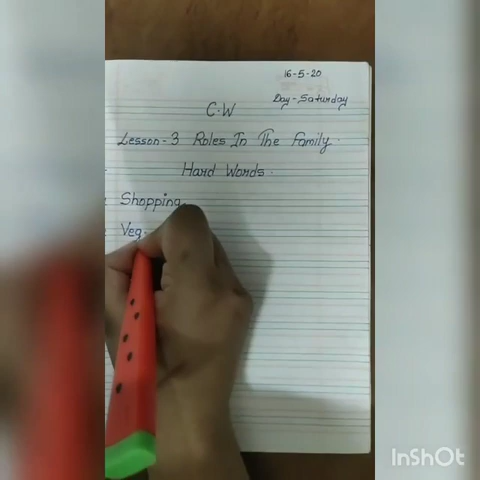 16-5-20
Day-Saturday
C.W
Lesson-3 Roles In The Family.
Hard Words.
Shopping
Veg
InShOt